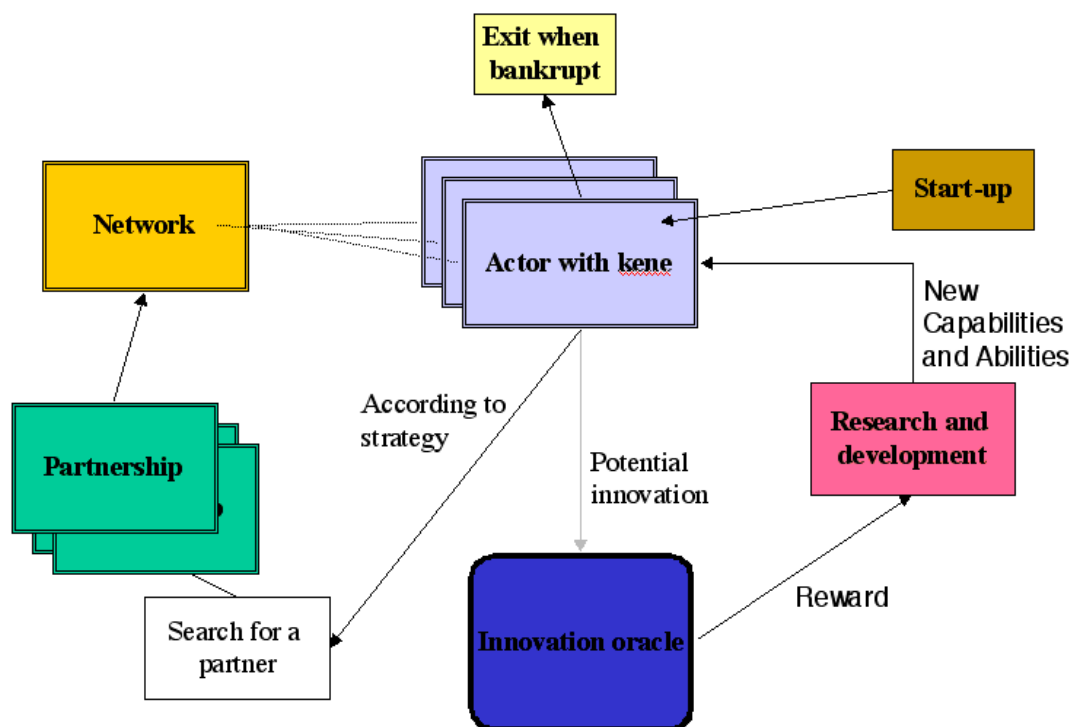 Exit when
bankrupt
Network
Start-up
Actor with kene
New
Capabilities
and Abilities
According to
strategy
Research and
development
Partnership
Potential
innovation
Reward
Search for a
partner
Innovation oracle